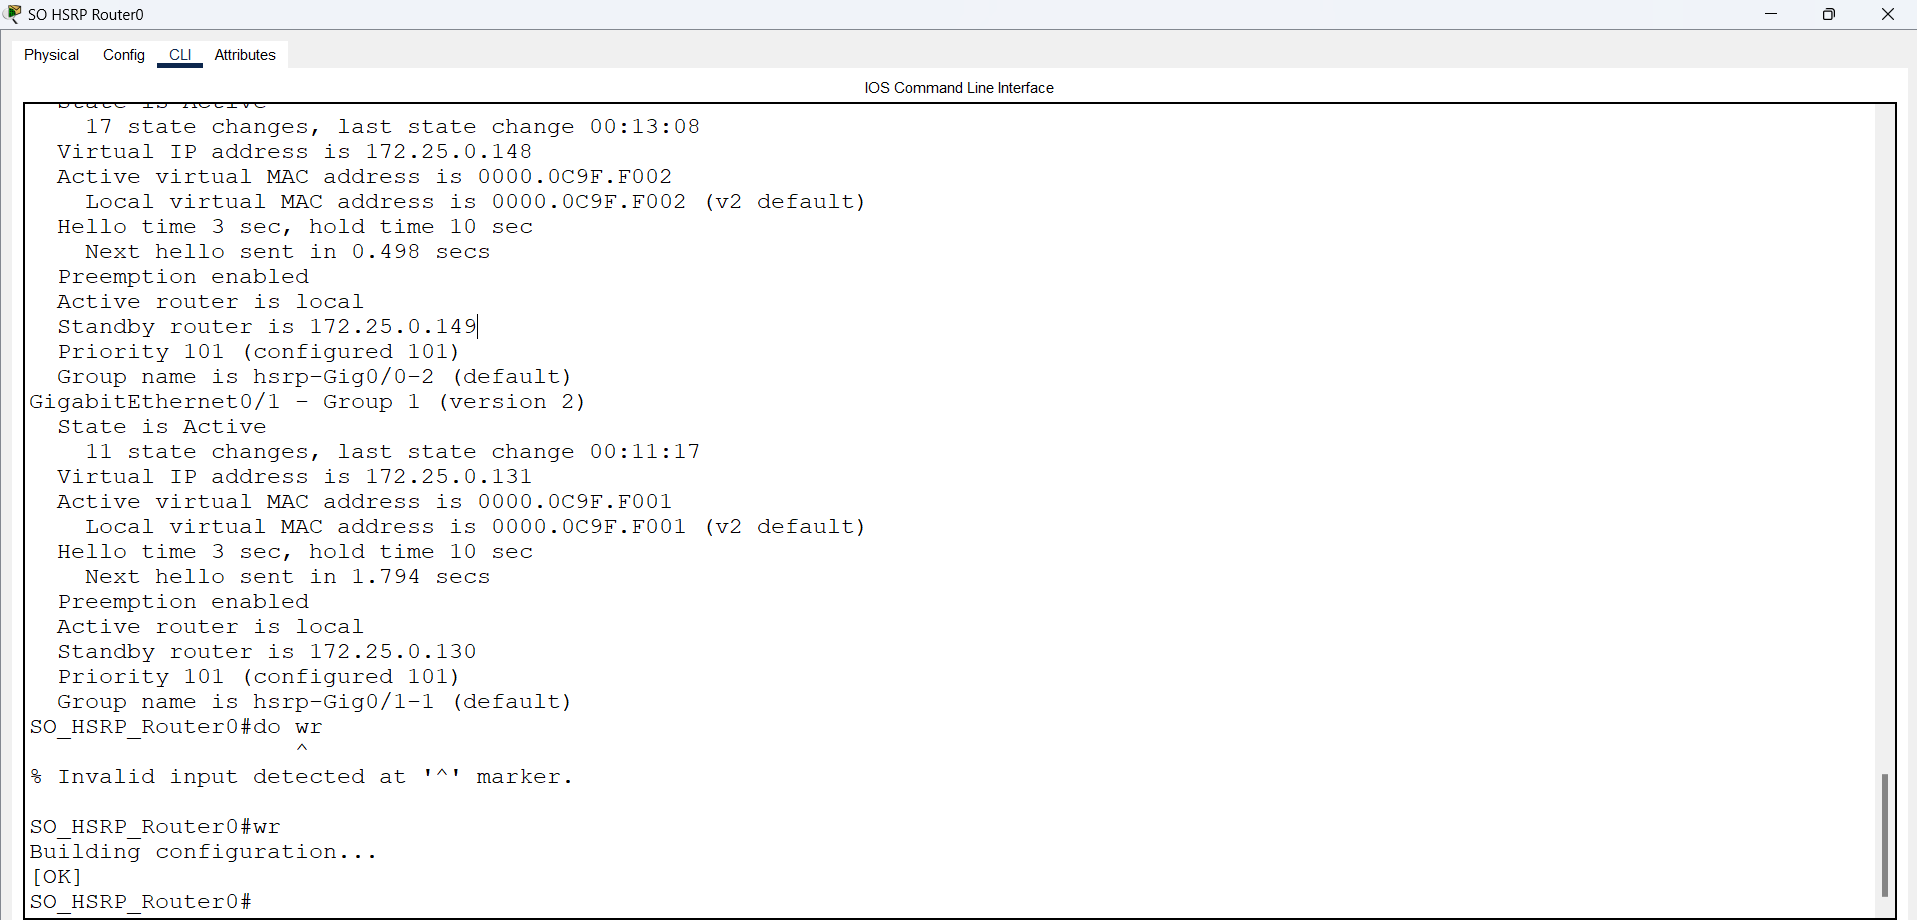 SO HSRP Router0
Physical Config CLI Attributes
IOS Command Line Interface
State is Active
17 state changes, last state change 00:13:08
Virtual IP address is 172.25.0.148
Active virtual MAC address is 0000.0C9F.F002
Local virtual MAC address is 0000.0C9F.F002 (v2 default)
Hello time 3 sec, hold time 10 sec
Next hello sent in 0.498 secs
Preemption enabled
Active router is local
Standby router is 172.25.0.149
Priority 101 (configured 101)
Group name is hsrp-Gig0/0-2 (default)
GigabitEthernet0/1 - Group 1 (version 2)
State is Active
11 state changes, last state change 00:11:17
Virtual IP address is 172.25.0.131
Active virtual MAC address is 0000.0C9F.F001
Local virtual MAC address is 0000.0C9F.F001 (v2 default)
Hello time 3 sec, hold time 10 sec
Next hello sent in 1.794 secs
Preemption enabled
Active router is local
Standby router is 172.25.0.130
Priority 101 (configured 101)
Group name is hsrp-Gig0/1-1 (default)
SO_HSRP_Router0#do wr
^
% Invalid input detected at '^' marker.
SO_HSRP_Router0#wr
Building configuration...
[OK]
SO_HSRP_Router0#